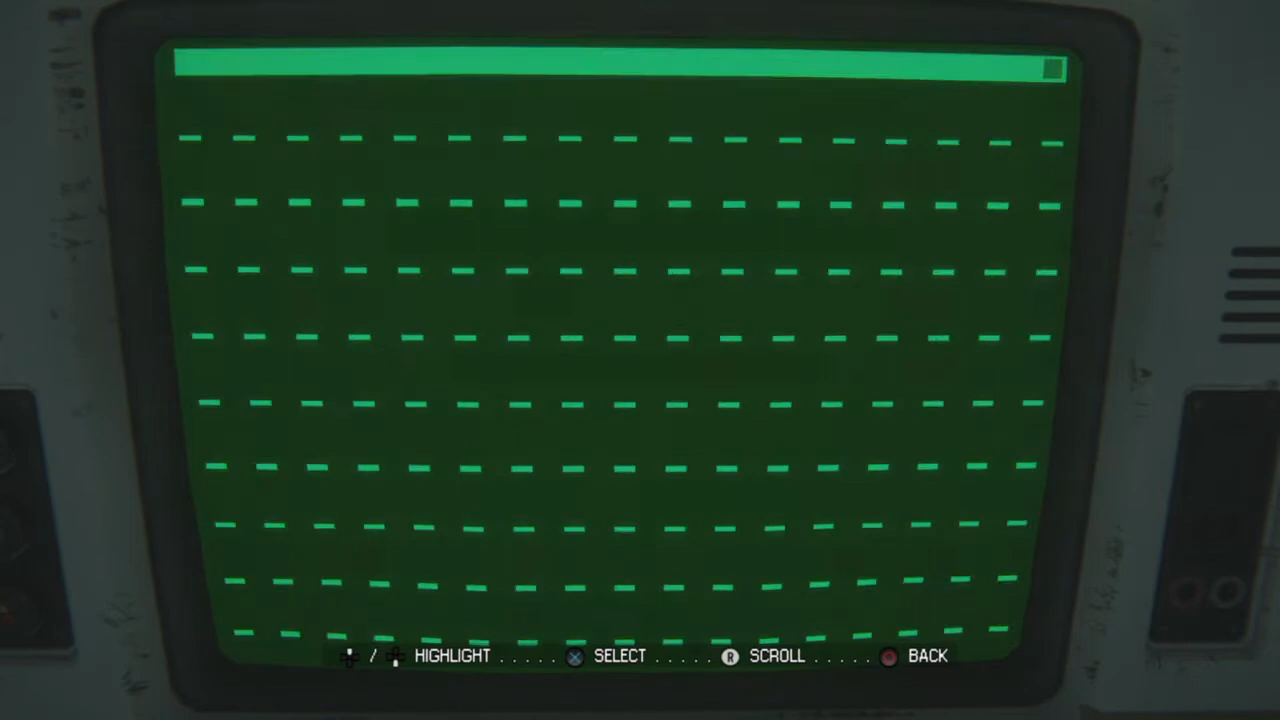 / HIGHLIGHT . . . . . SELECT . . . . . R SCROLL . . . . . BACK